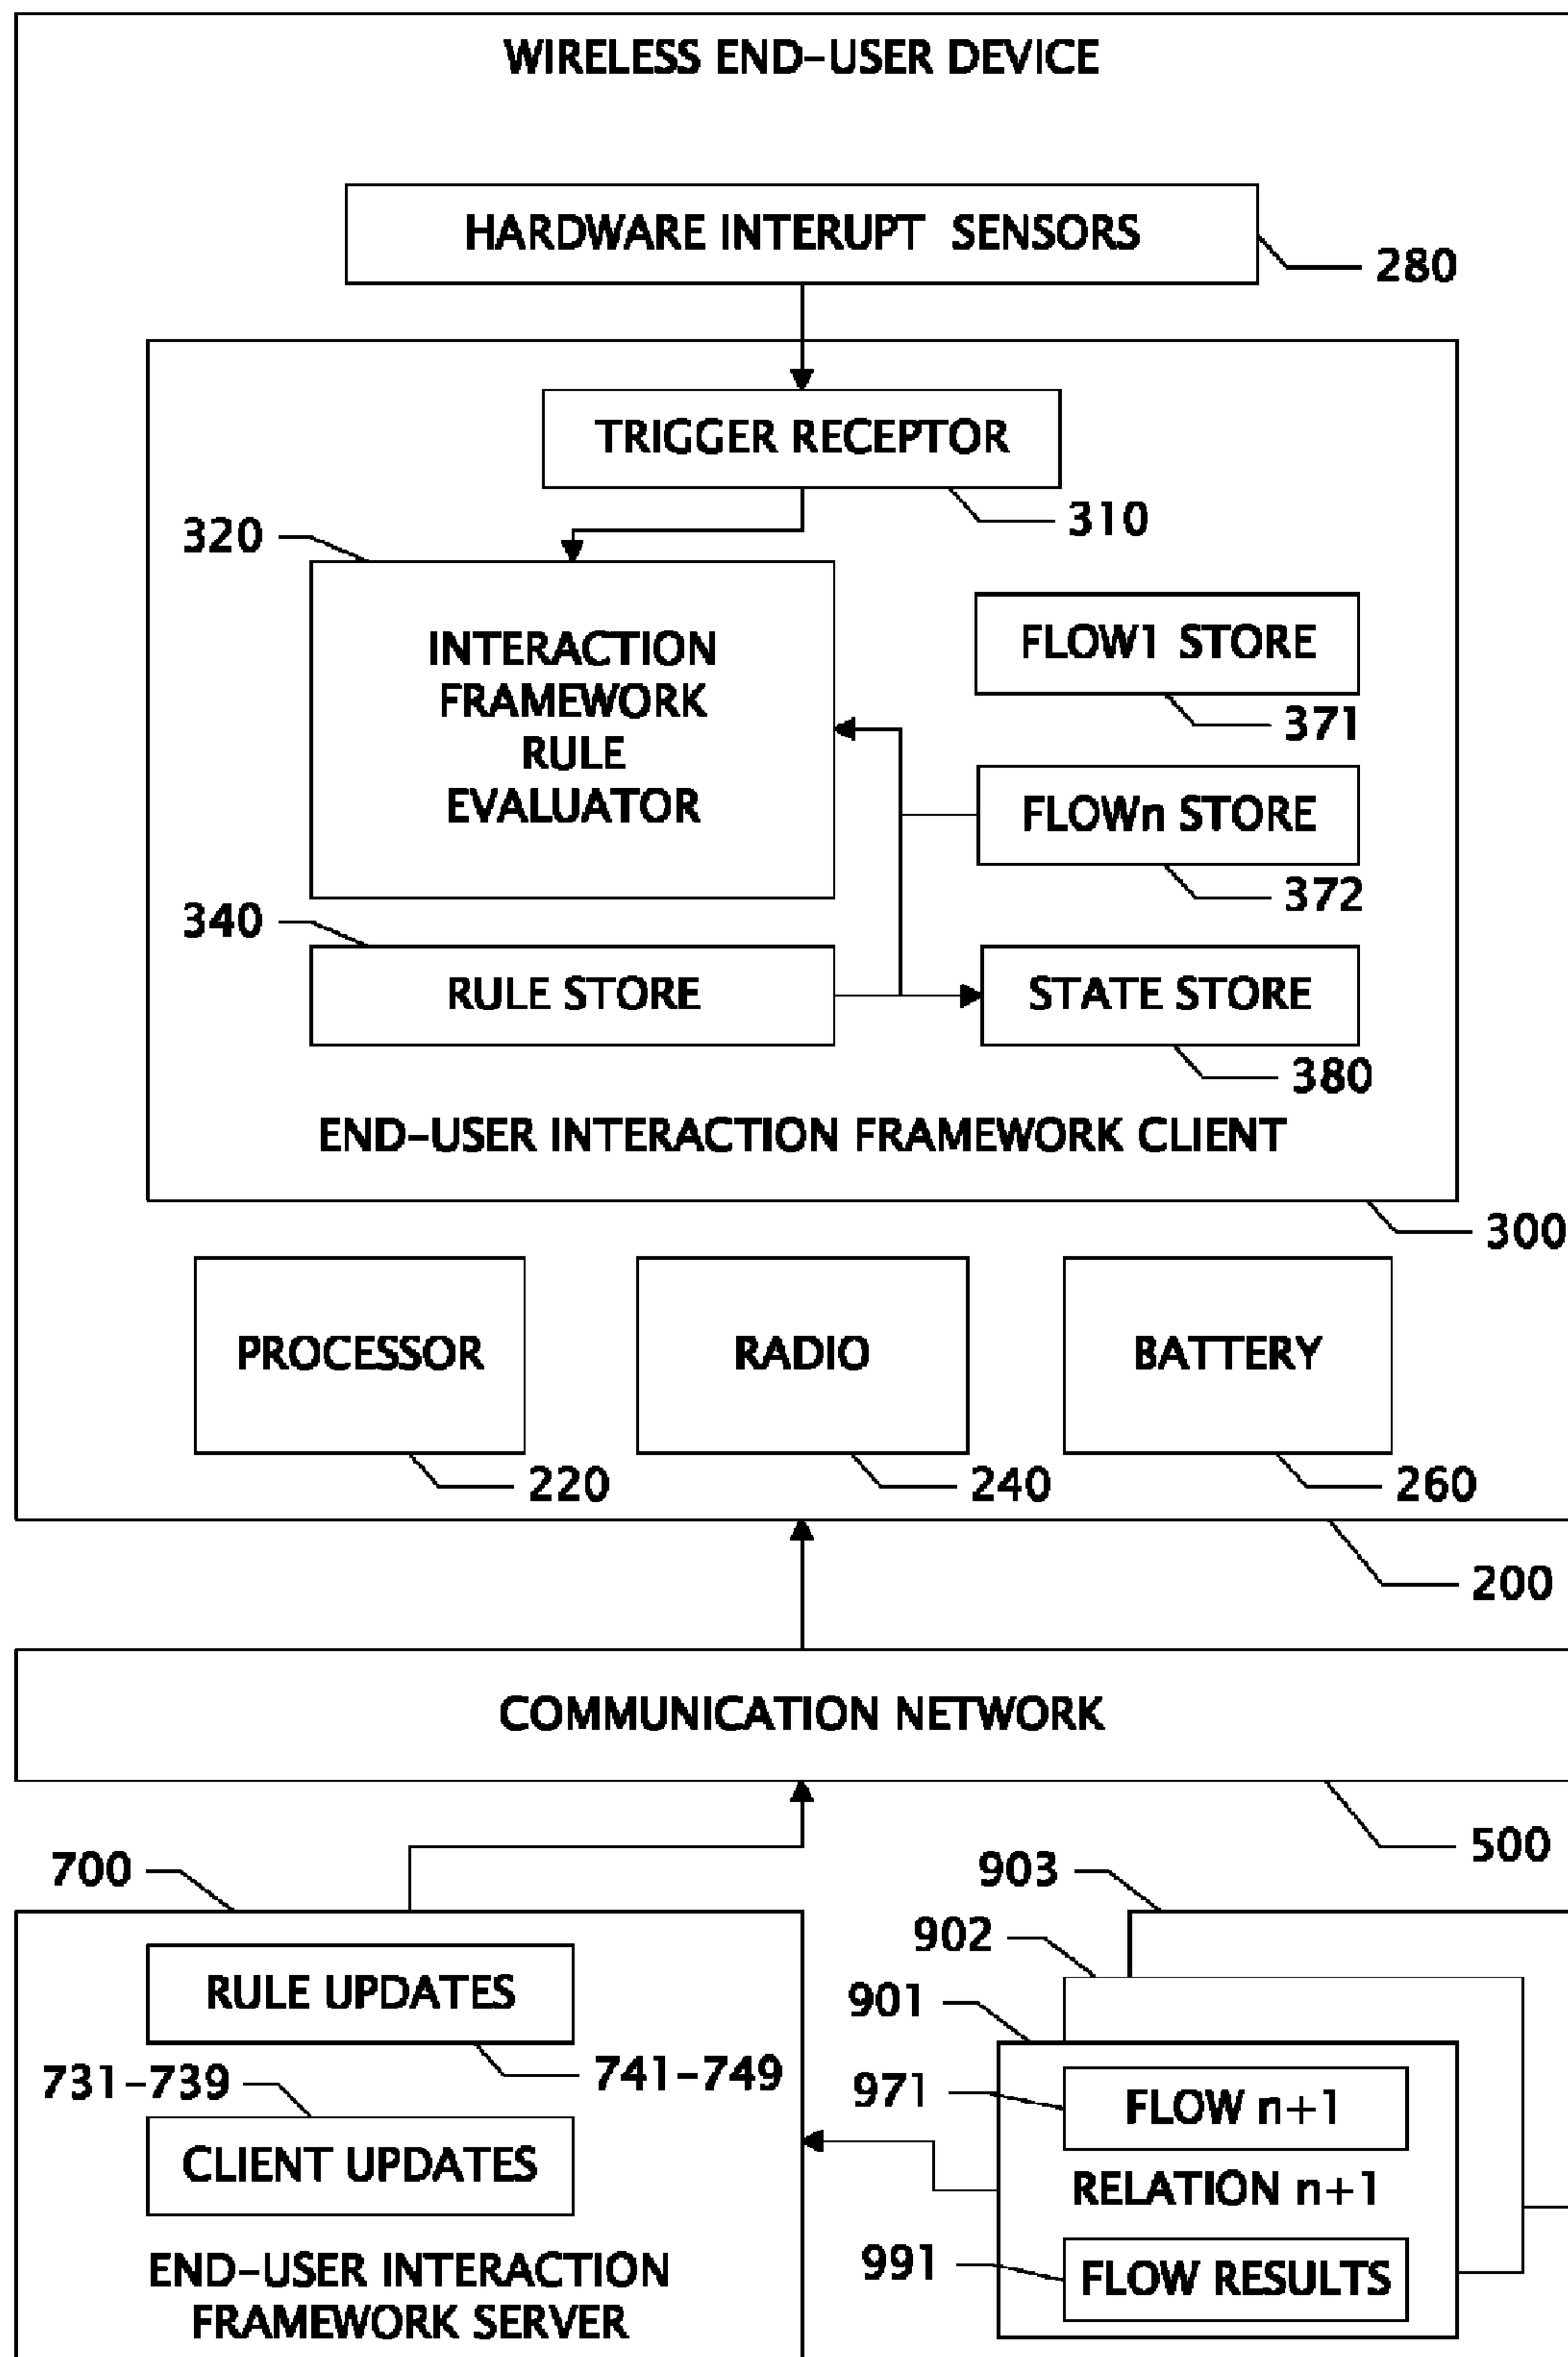 WIRELESS END-USER DEVICE
HARDWARE INTERUPT SENSORS
280
TRIGGER RECEPTOR
310
320
INTERACTION
FRAMEWORK
RULE
EVALUATOR
FLOW1 STORE
371
FLOWn STORE
372
340
RULE STORE
STATE STORE
380
END-USER INTERACTION FRAMEWORK CLIENT
300
PROCESSOR
RADIO
BATTERY
220
240
260
200
COMMUNICATION NETWORK
500
700
903
902
901
RULE UPDATES
741-749
731-739
CLIENT UPDATES
END-USER INTERACTION
FRAMEWORK SERVER
971
FLOW n+1
RELATION n+1
991
FLOW RESULTS